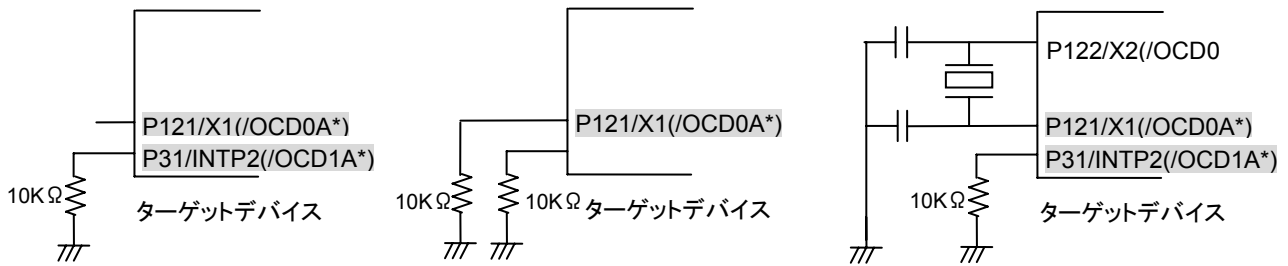 P121/X1(/OCD0A*)
P31/INTP2(/OCD1A*)
10KΩ
ターゲットデバイス
P121/X1(/OCD0A*)
10KΩ
10KΩ
ターゲットデバイス
P122/X2(/OCD0
P121/X1(/OCD0A*)
P31/INTP2(/OCD1A*)
10KΩ
ターゲットデバイス